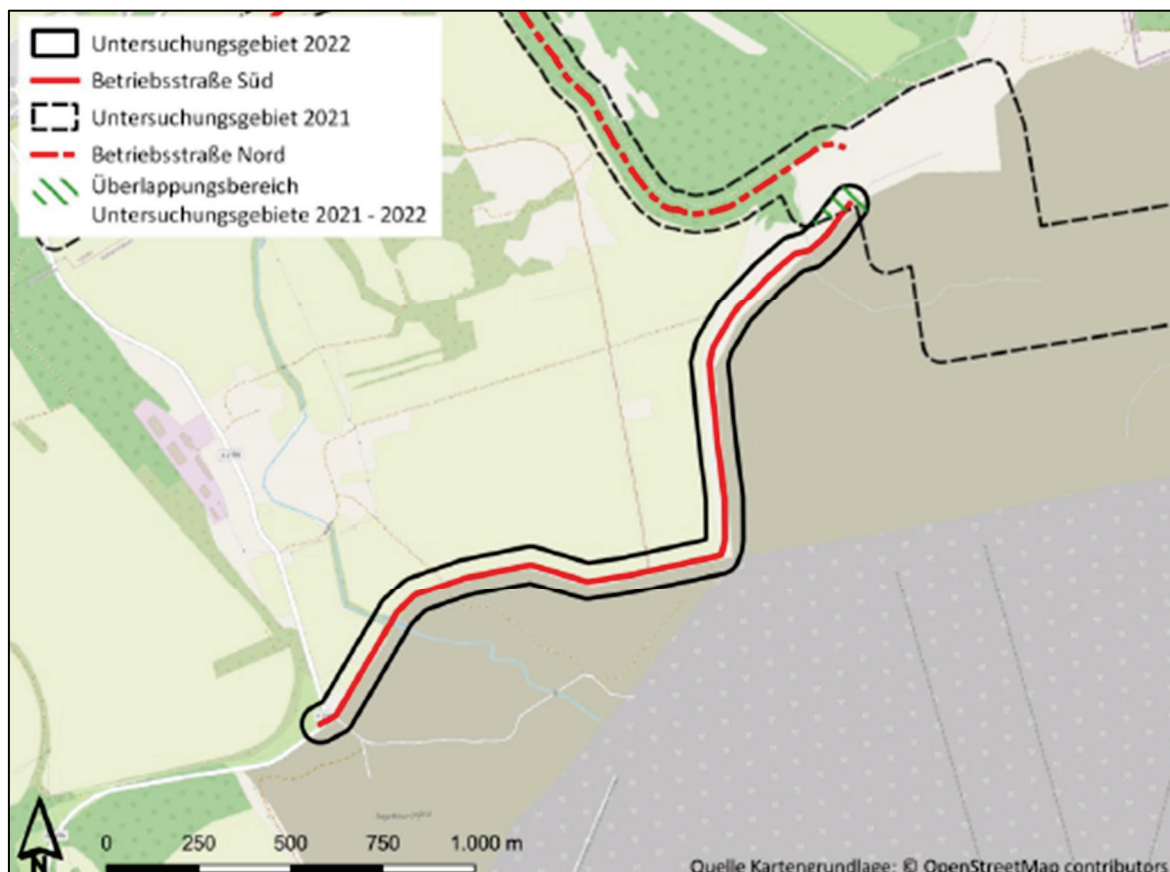 Untersuchungsgebiet 2022
Betriebsstraße Süd
Untersuchungsgebiet 2021
Betriebsstraße Nord
Überlappungsbereich
Untersuchungsgebiete 2021 - 2022
N
0 250 500 750 1.000 m
Quelle Kartengrundlage: © OpenStreetMap contributors